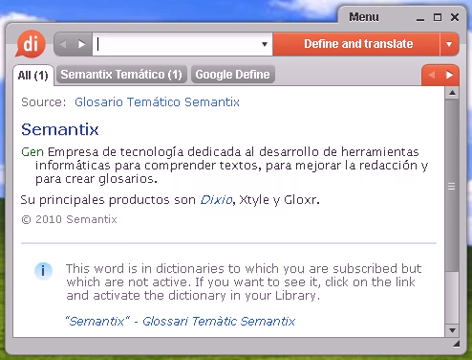 Menu
di
Define and translate
All (1) Semantix Temático (1) Google Define
Source: Glosario Temático Semantix
Semantix
Gen Empresa de tecnología dedicada al desarrollo de herramientas
informáticas para comprender textos, para mejorar la redacción y
para crear glosarios.
Su principales productos son Dixio, Xtyle y Gloxr.
© 2010 Semantix
i
This word is in dictionaries to which you are subscribed but
which are not active. If you want to see it, click on the link
and activate the dictionary in your Library.
"Semantix" - Glossari Temàtic Semantix